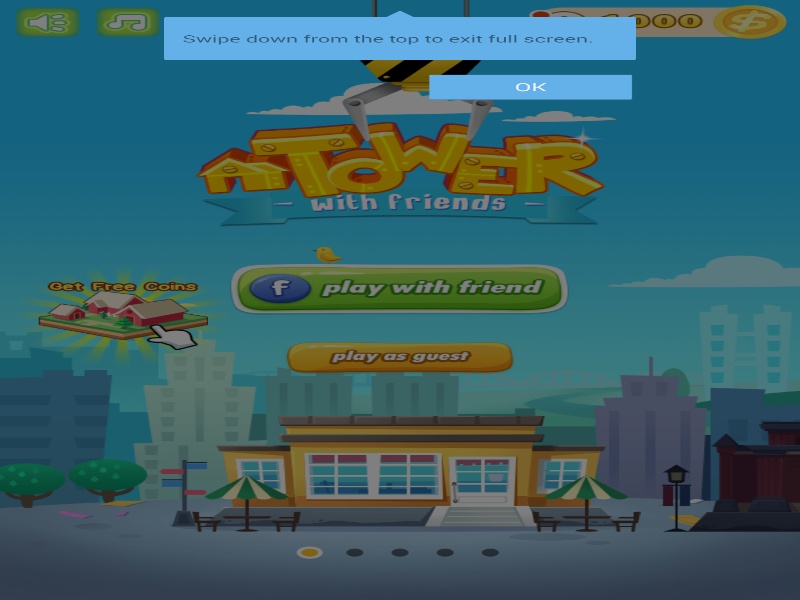 Swipe down from the top to exit full screen.
OK
A TOWER
with friends
Get Free Coins
f play with friend
play as guest